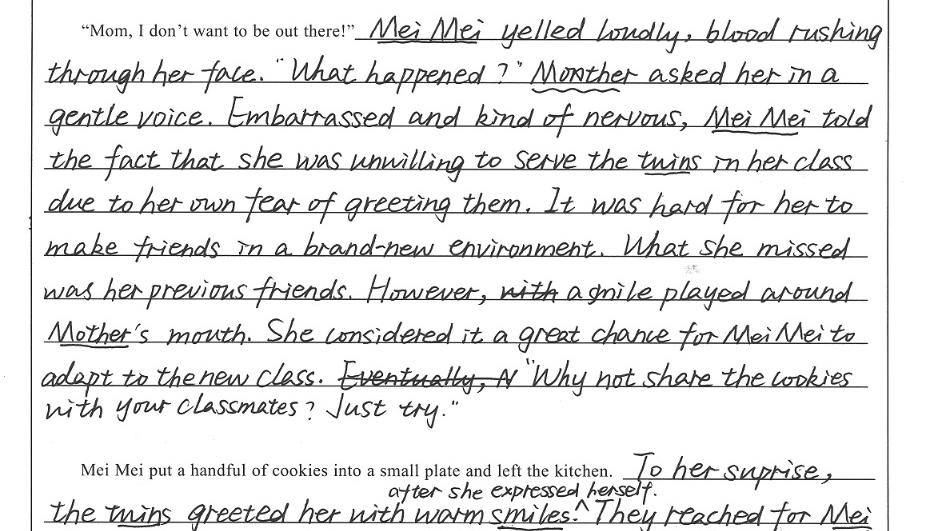 “Mom, I don’t want to be out there!” Mei Mei yelled loudly, blood rushing
through her face. "What happened?" Monther asked her in a
gentle voice. Embarrassed and kind of nervous, Mei Mei told
the fact that she was unwilling to serve the twins in her class
due to her own fear of greeting them. It was hard for her to
make friends in a brand-new environment. What she missed
was her previous friends. However, with a smile played around
Mother's mouth. She considered it a great chance for Mei Mei to
adapt to the new class. Eventually, N "Why not share the cookies
with your classmates? Just try."
Mei Mei put a handful of cookies into a small plate and left the kitchen. To her suprise,
after she expressed herself.
the twins greeted her with warm smiles. They reached for Mei